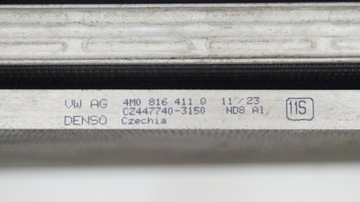 VW AG 4M0 816 411 Q 11/23
DENSO CZ447740-3150 ND8 A1 11S
Czechia